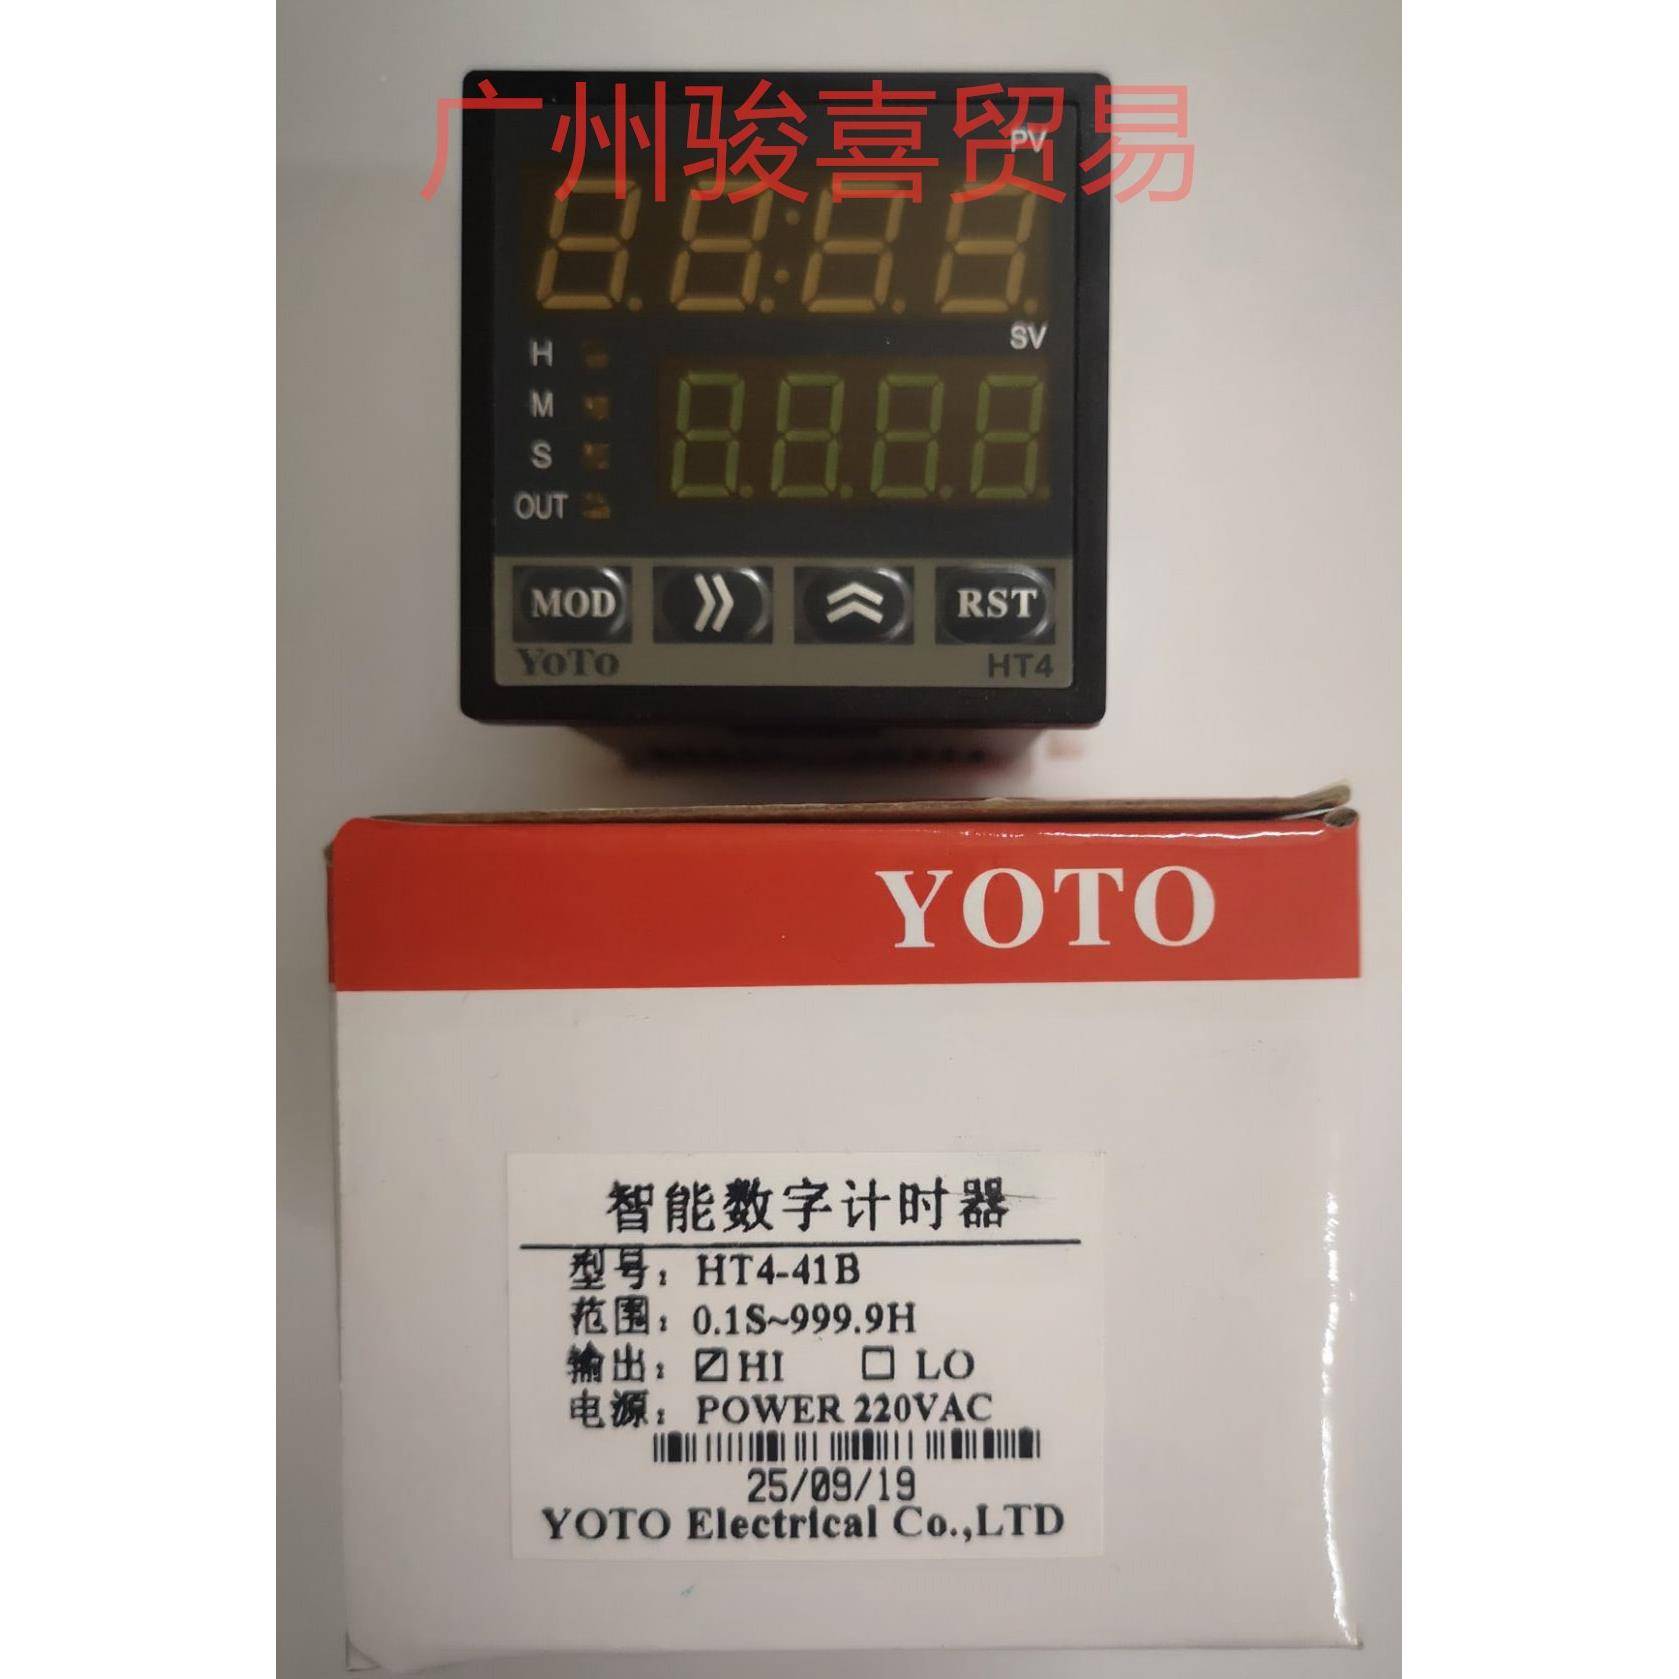 广州骏喜贸易
PV
SV
H
M
S
OUT
MOD RST
YoTo HT4
YOTO
智能数字计时器
型号: HT4-41B
范围: 0.1S~999.9H
输出: ☑HI ☐ LO
电源: POWER 220VAC
25/09/19
YOTO Electrical Co.,LTD